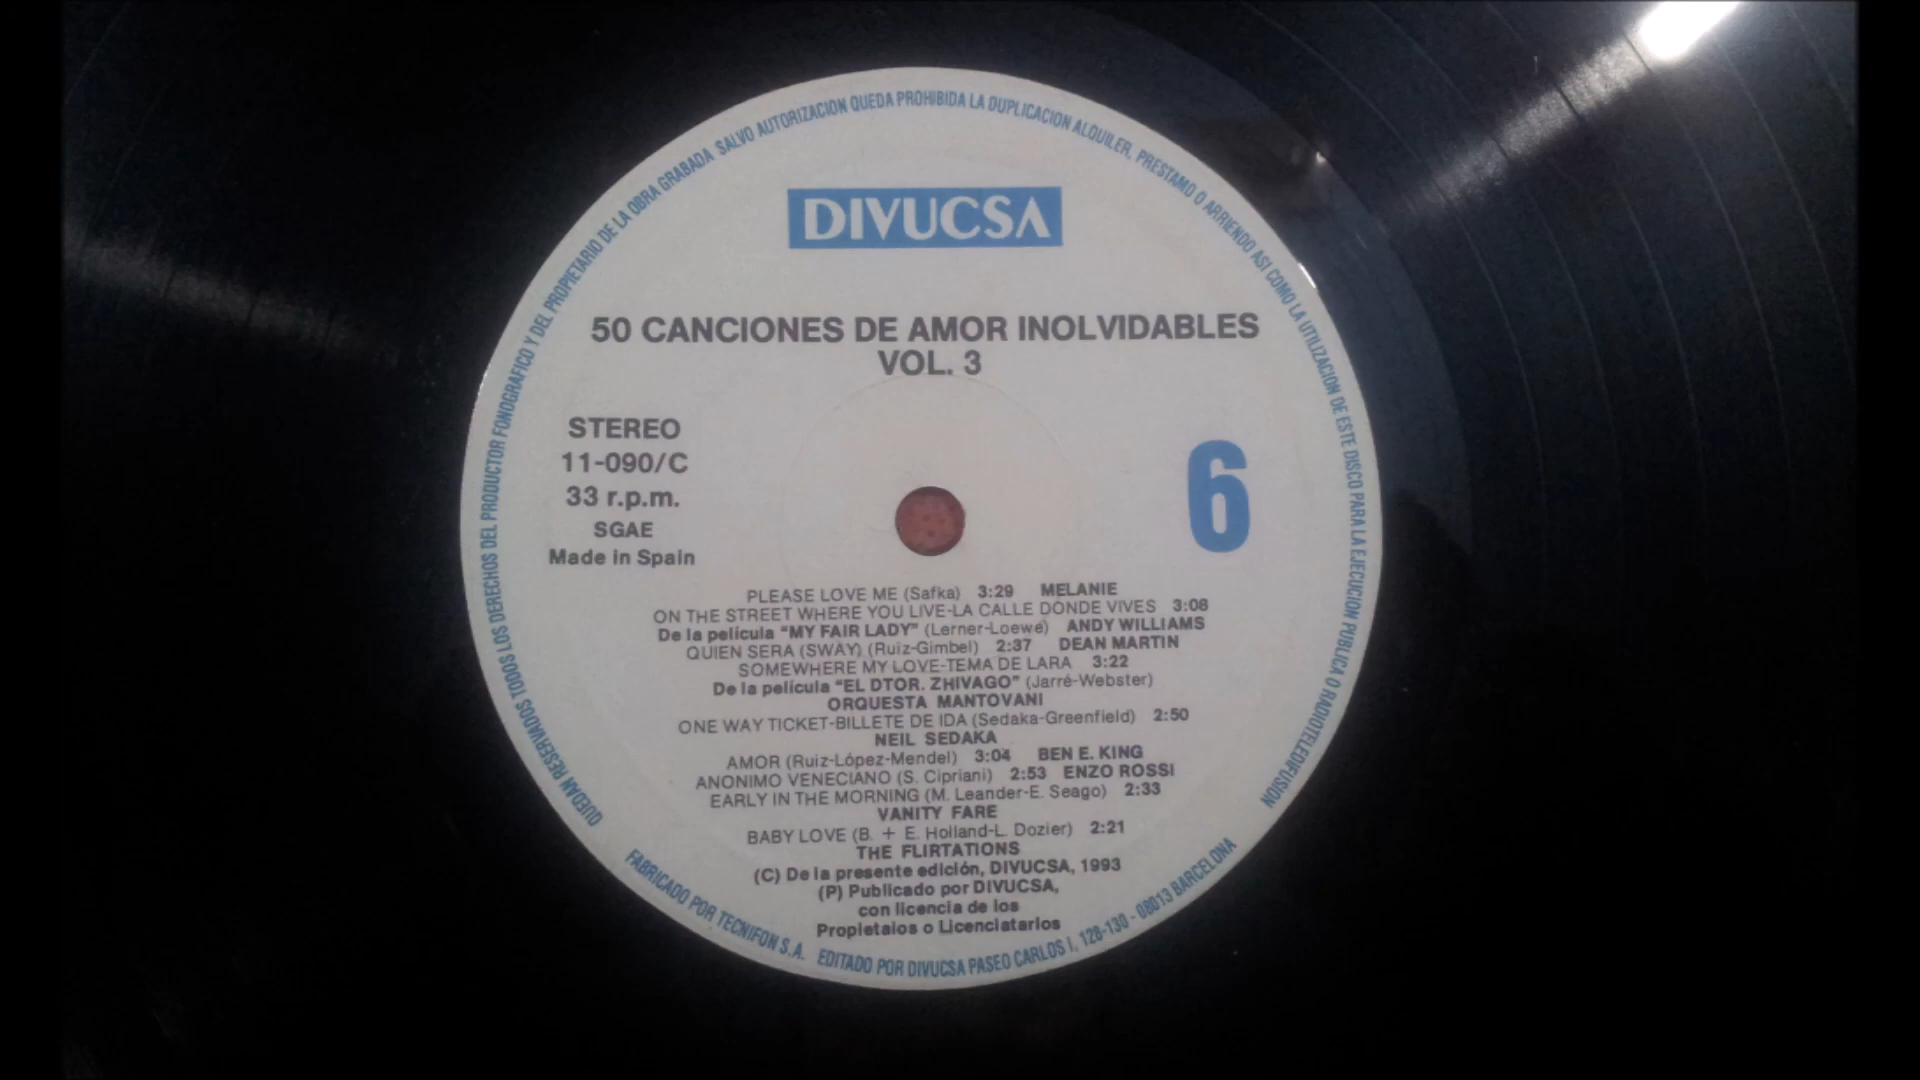 QUEDAN RESERVADOS TODOS LOS DERECHOS DEL PRODUCTOR FONOGRAFICO Y DEL PROPIETARIO DE LA OBRA GRABADA SALVO AUTORIZACION QUEDA PROHIBIDA LA DUPLICACION ALQUILER, PRESTAMO O ARRIENDO ASI COMO LA UTILIZACION DE ESTE DISCO PARA LA EJECUCION PUBLICA O RADIOTELEDIFUSION
DIVUCSA
50 CANCIONES DE AMOR INOLVIDABLES
VOL. 3
STEREO
11-090/C
33 r.p.m.
SGAE
Made in Spain
6
PLEASE LOVE ME (Safka) 3:29 MELANIE
ON THE STREET WHERE YOU LIVE-LA CALLE DONDE VIVES 3:08
De la película “MY FAIR LADY” (Lerner-Loewe) ANDY WILLIAMS
QUIEN SERA (SWAY) (Ruiz-Gimbel) 2:37 DEAN MARTIN
SOMEWHERE MY LOVE-TEMA DE LARA 3:22
De la película “EL DTOR. ZHIVAGO” (Jarré-Webster)
ORQUESTA MANTOVANI
ONE WAY TICKET-BILLETE DE IDA (Sedaka-Greenfield) 2:50
NEIL SEDAKA
AMOR (Ruiz-López-Mendel) 3:04 BEN E. KING
ANONIMO VENECIANO (S. Cipriani) 2:53 ENZO ROSSI
EARLY IN THE MORNING (M. Leander-E. Seago) 2:33
VANITY FARE
BABY LOVE (B. + E. Holland-L. Dozier) 2:21
THE FLIRTATIONS
(C) De la presente edición, DIVUCSA, 1993
(P) Publicado por DIVUCSA,
con licencia de los
Propietaios o Licenciatarios
FABRICADO POR TECNIFON S.A. EDITADO POR DIVUCSA PASEO CARLOS I, 128-130 - 08013 BARCELONA